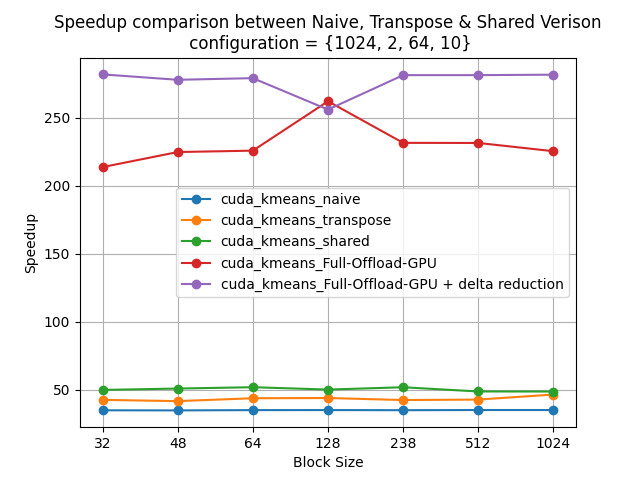 Speedup comparison between Naive, Transpose & Shared Verison
configuration = {1024, 2, 64, 10}
Speedup
250
200
150
100
50
cuda_kmeans_naive
cuda_kmeans_transpose
cuda_kmeans_shared
cuda_kmeans_Full-Offload-GPU
cuda_kmeans_Full-Offload-GPU + delta reduction
32 48 64 128 238 512 1024
Block Size